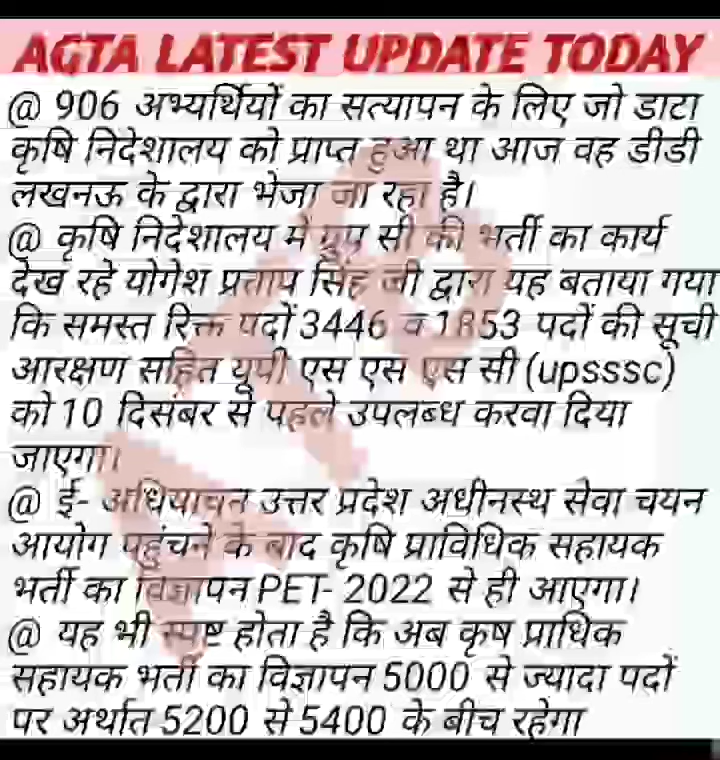 AGTA LATEST UPDATE TODAY
@ 906 अभ्यर्थियों का सत्यापन के लिए जो डाटा
कृषि निदेशालय को प्राप्त हुआ था आज वह डीडी
लखनऊ के द्वारा भेजा जा रहा है।
@ कृषि निदेशालय में ग्रुप सी की भर्ती का कार्य
देख रहे योगेश प्रताप सिंह जी द्वारा यह बताया गया
कि समस्त रिक्त पदों 3446 व 1853 पदों की सूची
आरक्षण सहित यूपी एस एस एस सी (upsssc)
को 10 दिसंबर से पहले उपलब्ध करवा दिया
जाएगा।
@ ई- अधियाचन उत्तर प्रदेश अधीनस्थ सेवा चयन
आयोग पहुंचने के बाद कृषि प्राविधिक सहायक
भर्ती का विज्ञापन PET- 2022 से ही आएगा।
@ यह भी स्पष्ट होता है कि अब कृष प्राधिक
सहायक भर्ती का विज्ञापन 5000 से ज्यादा पदों
पर अर्थात 5200 से 5400 के बीच रहेगा